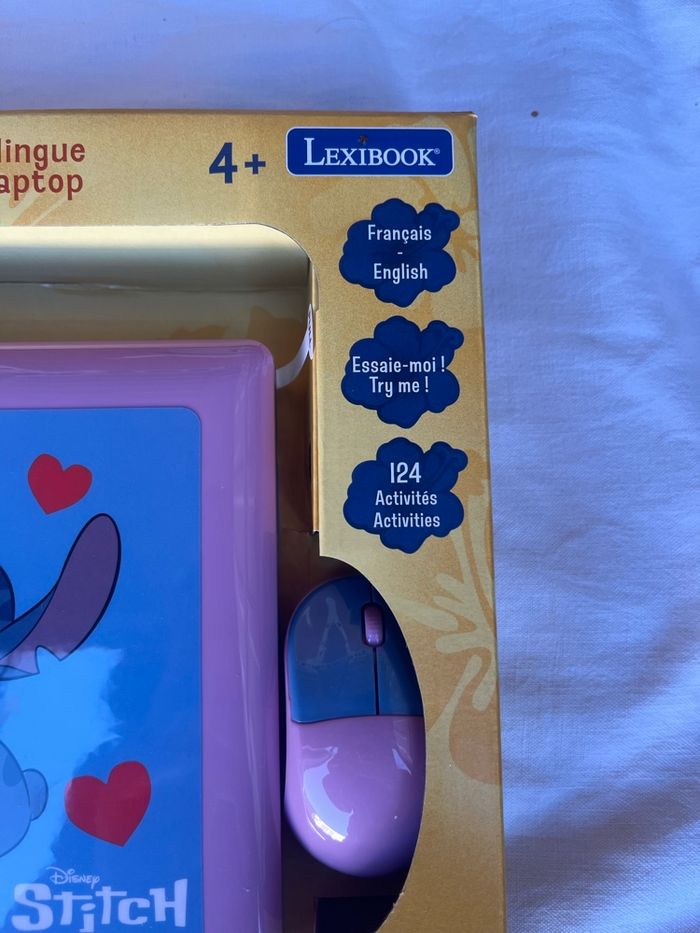 lingue
aptop
4+
LEXIBOOK®
Français
-
English
Essaie-moi !
Try me !
124
Activités
Activities
Disney
STITCH